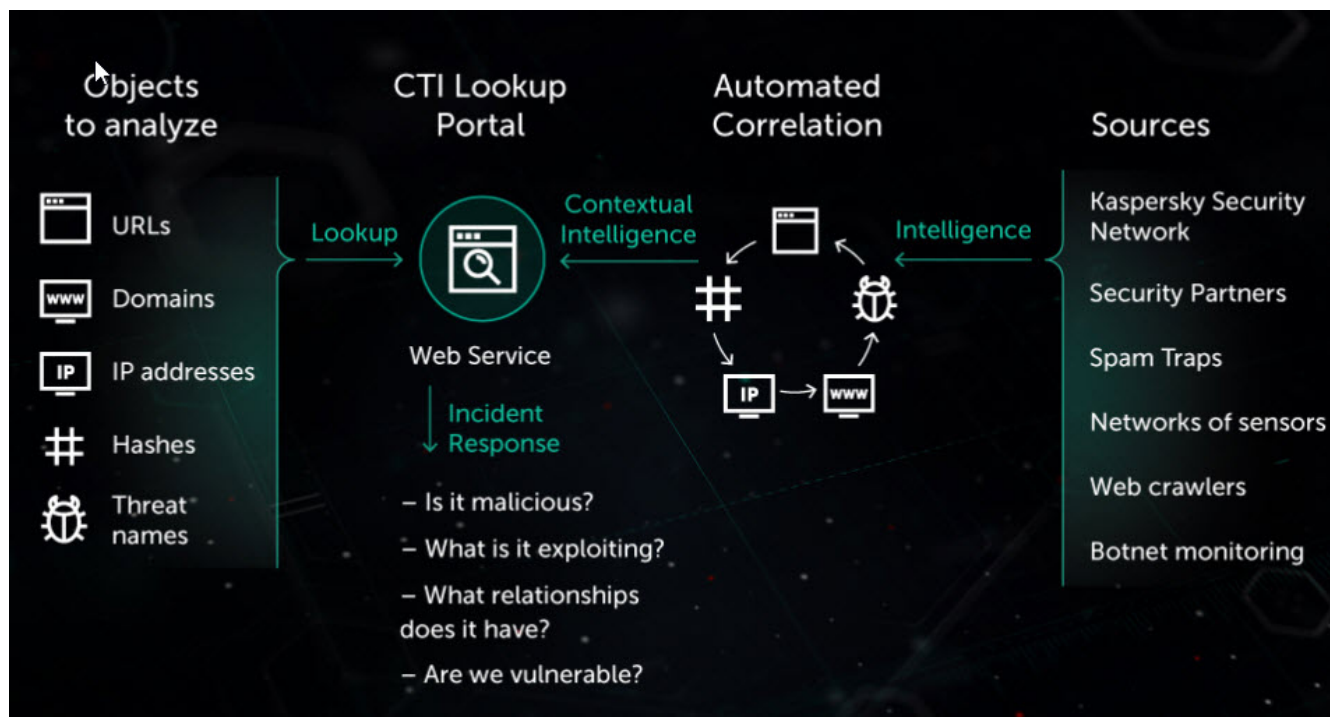 Objects
to analyze
URLs
www
Domains
IP
IP addresses
Hashes
Threat
names
Lookup
CTI Lookup
Portal
Web Service
Incident
Response
– Is it malicious?
– What is it exploiting?
– What relationships
does it have?
– Are we vulnerable?
Contextual
Intelligence
Automated
Correlation
IP
www
Intelligence
Sources
Kaspersky Security
Network
Security Partners
Spam Traps
Networks of sensors
Web crawlers
Botnet monitoring